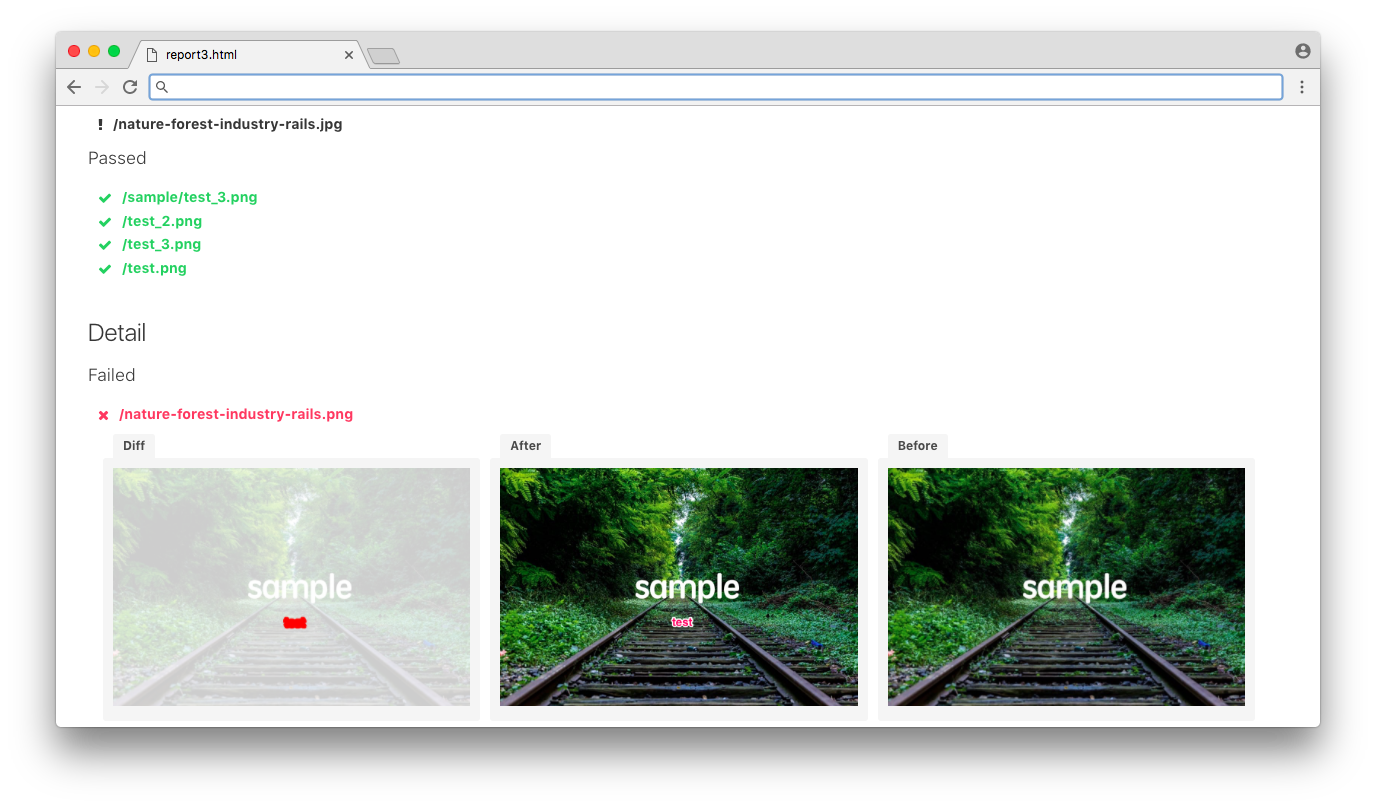 report3.html
! /nature-forest-industry-rails.jpg
Passed
/sample/test_3.png
/test_2.png
/test_3.png
/test.png
Detail
Failed
/nature-forest-industry-rails.png
Diff After Before
sample sample sample
test